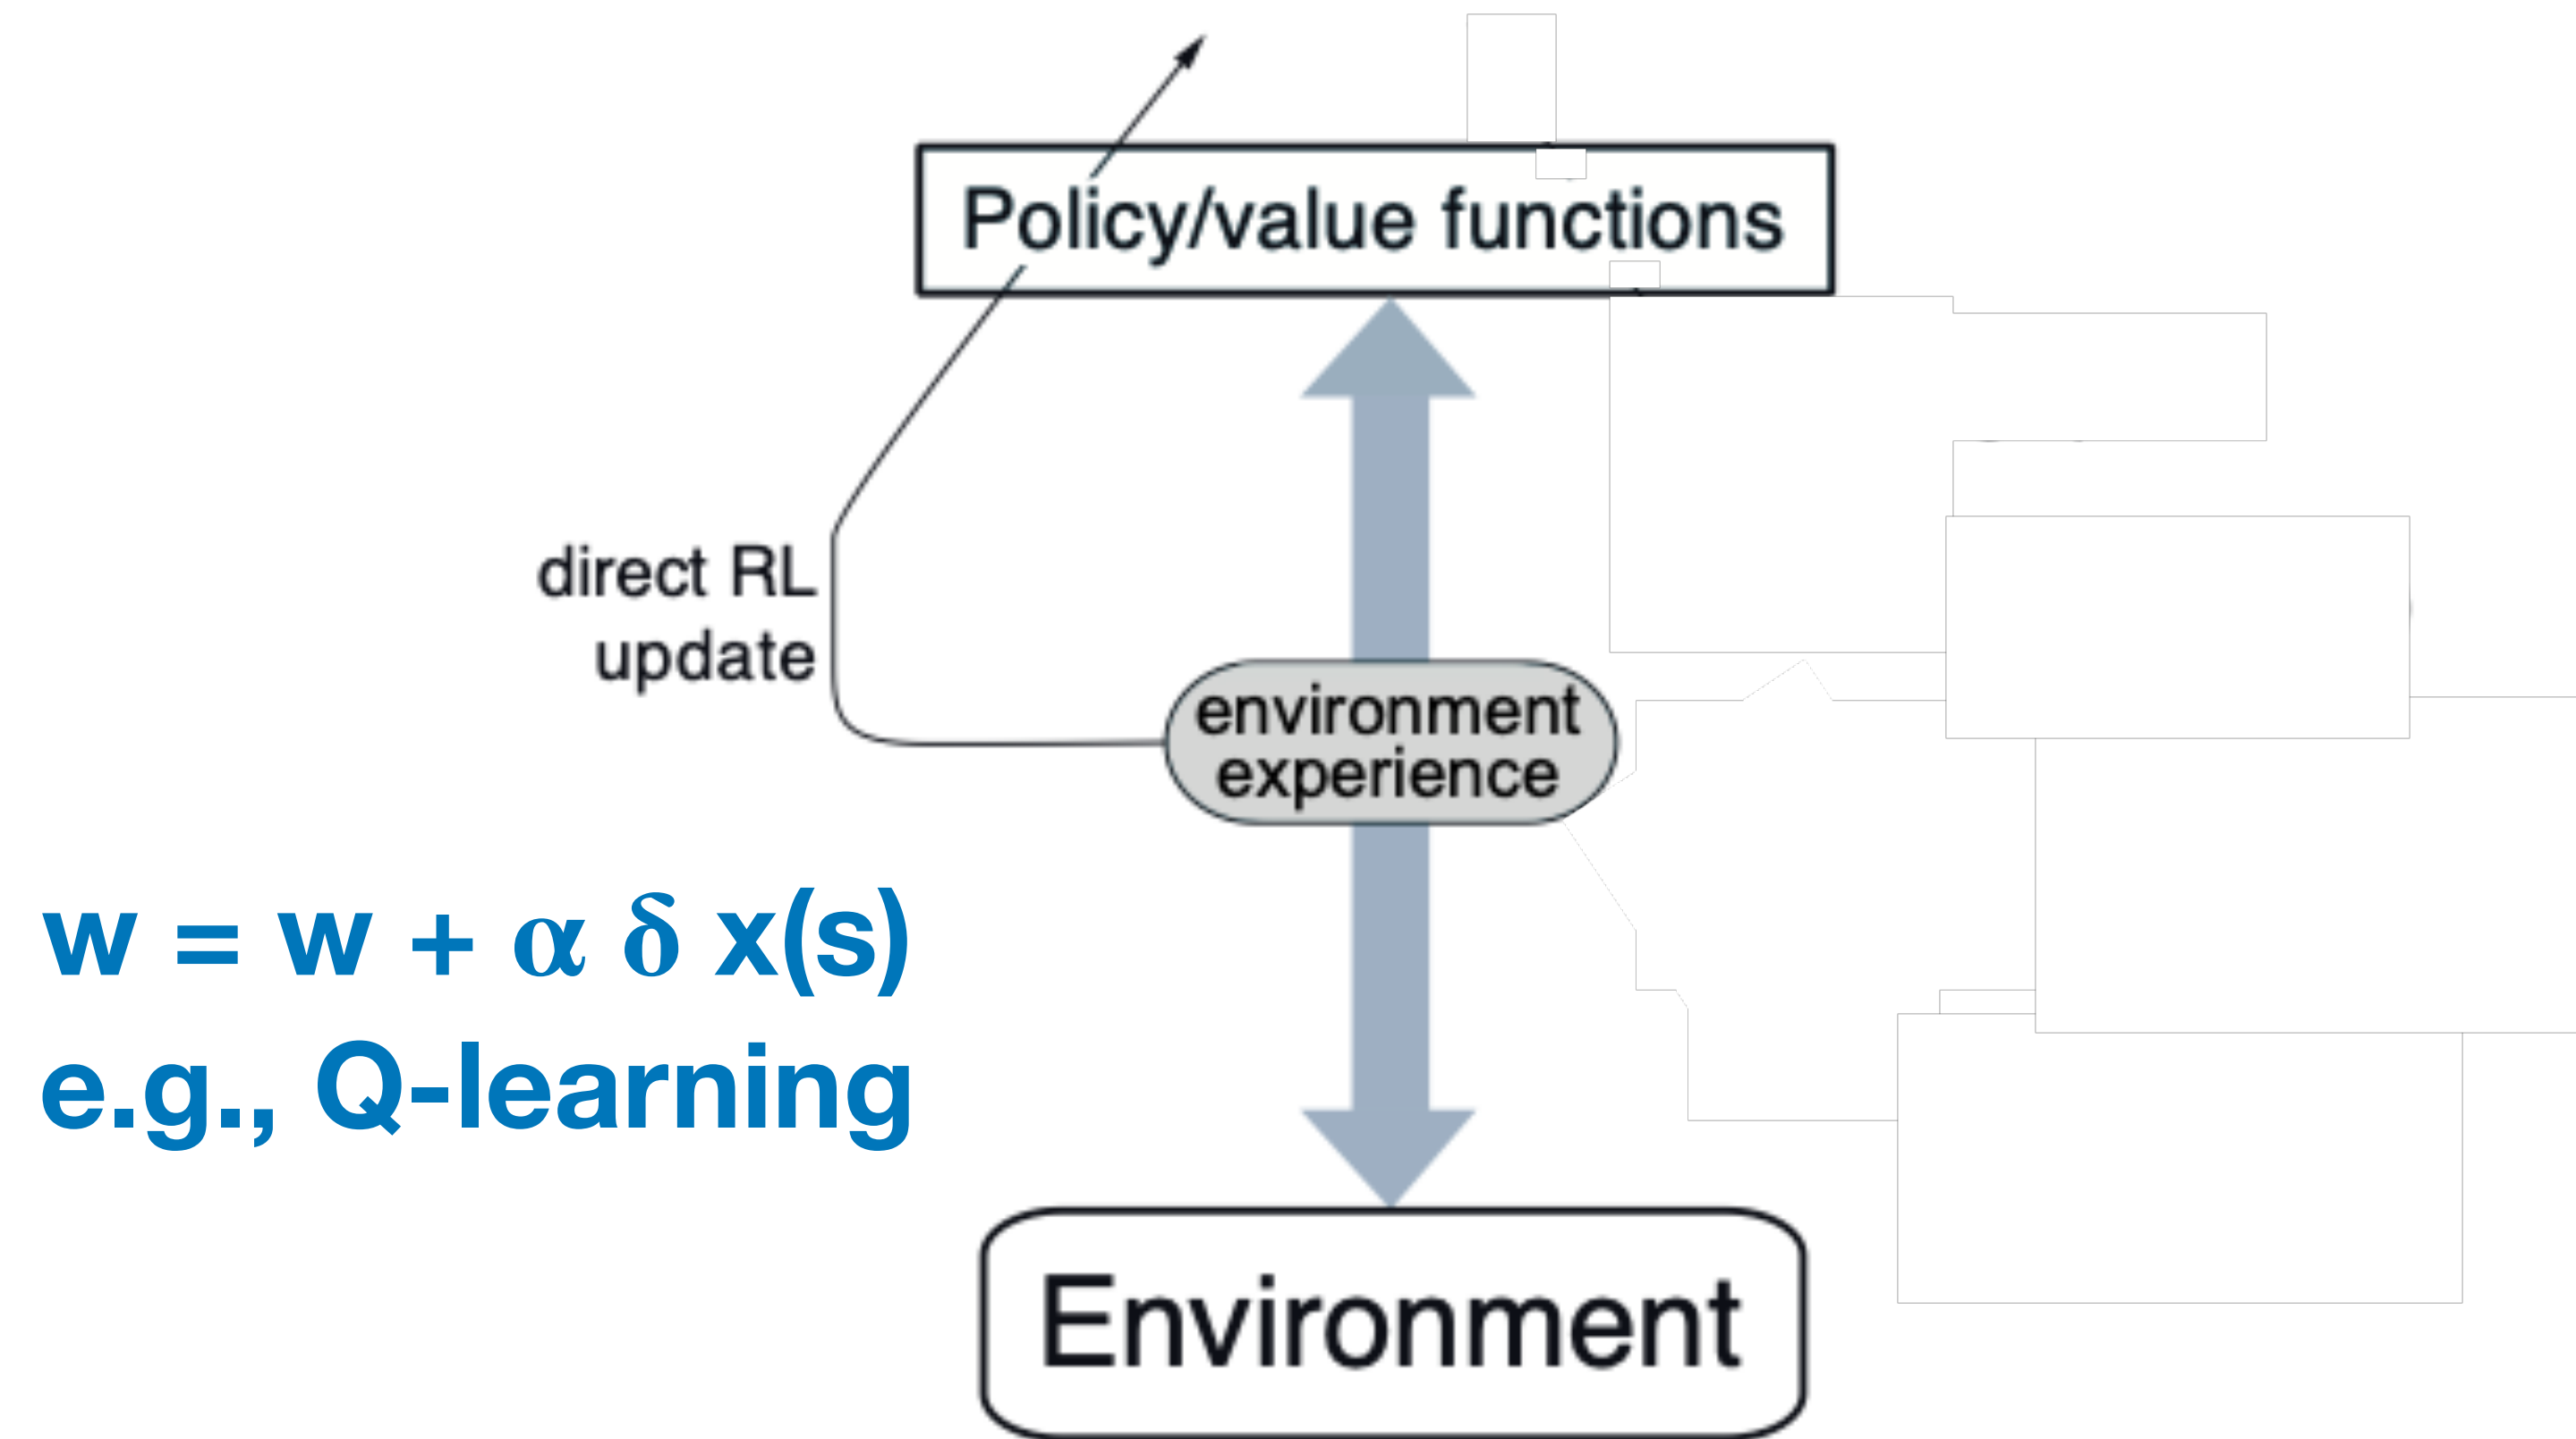 Policy/value functions
direct RL
update
environment
experience
w = w + α δ x(s)
e.g., Q-learning
Environment